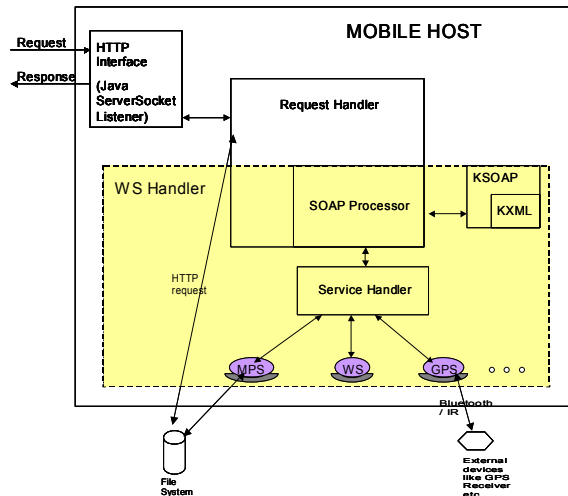 MOBILE HOST
Request
Response
HTTP
Interface
(Java
ServerSocket
Listener)
Request Handler
WS Handler
SOAP Processor
KSOAP
KXML
HTTP
request
Service Handler
MPS
WS
GPS
Bluetooth
/ IR
File
System
External
devices
like GPS
Receiver
etc